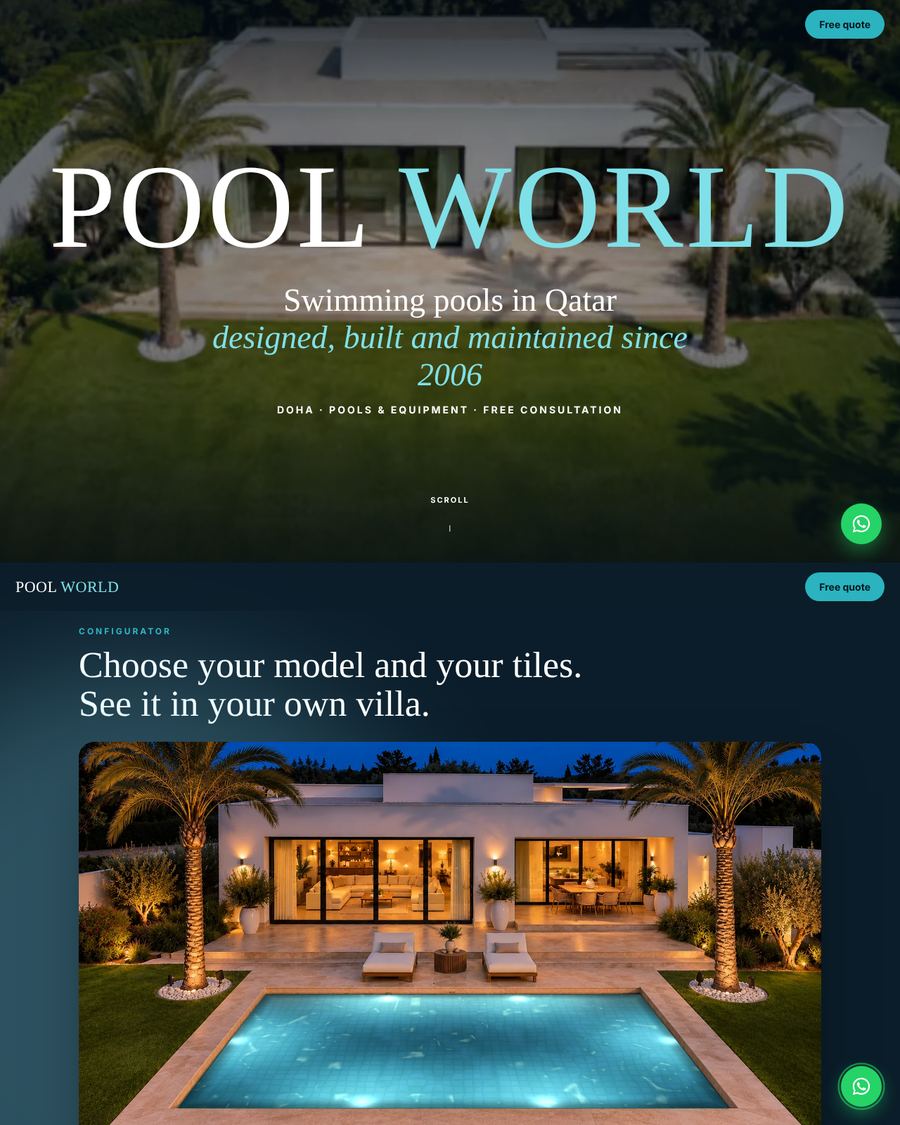 Free quote
POOL WORLD
Swimming pools in Qatar
designed, built and maintained since
2006
DOHA · POOLS & EQUIPMENT · FREE CONSULTATION
SCROLL
POOL WORLD
Free quote
CONFIGURATOR
Choose your model and your tiles.
See it in your own villa.